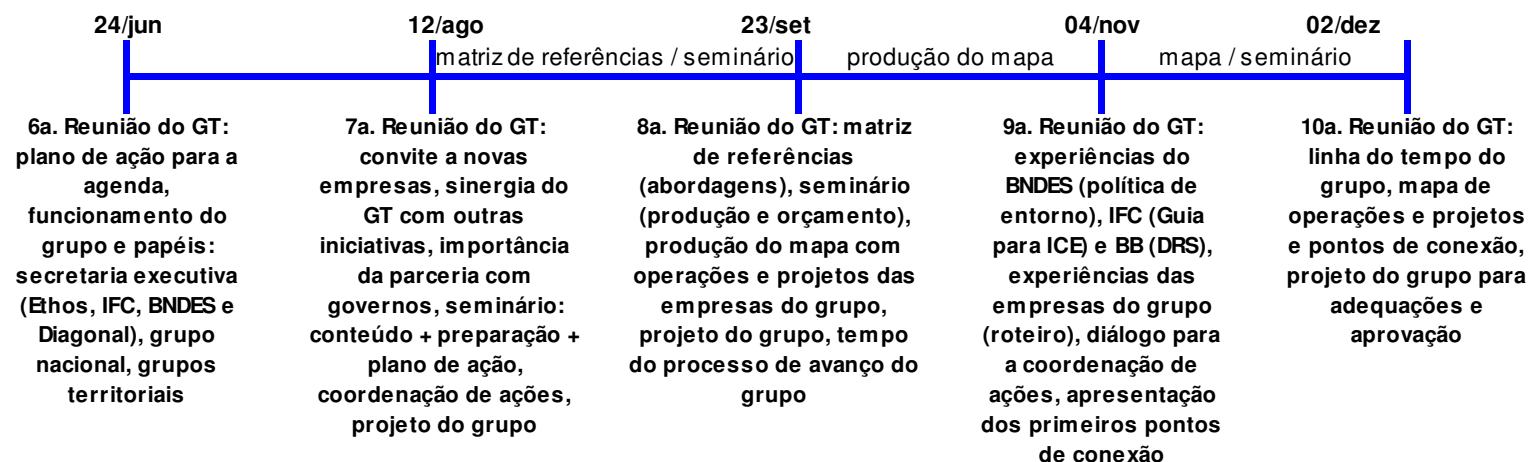 24/jun
12/ago
23/set
04/nov
02/dez
matriz de referências / seminário
produção do mapa
mapa / seminário
6a. Reunião do GT:
plano de ação para a
agenda,
funcionamento do
grupo e papéis:
secretaria executiva
(Ethos, IFC, BNDES e
Diagonal), grupo
nacional, grupos
territoriais
7a. Reunião do GT:
convite a novas
empresas, sinergia do
GT com outras
iniciativas, importância
da parceria com
governos, seminário:
conteúdo + preparação +
plano de ação,
coordenação de ações,
projeto do grupo
8a. Reunião do GT: matriz
de referências
(abordagens), seminário
(produção e orçamento),
produção do mapa com
operações e projetos das
empresas do grupo,
projeto do grupo, tempo
do processo de avanço do
grupo
9a. Reunião do GT:
experiências do
BNDES (política de
entorno), IFC (Guia
para ICE) e BB (DRS),
experiências das
empresas do grupo
(roteiro), diálogo para
a coordenação de
ações, apresentação
dos primeiros pontos
de conexão
10a. Reunião do GT:
linha do tempo do
grupo, mapa de
operações e projetos
e pontos de conexão,
projeto do grupo para
adequações e
aprovação